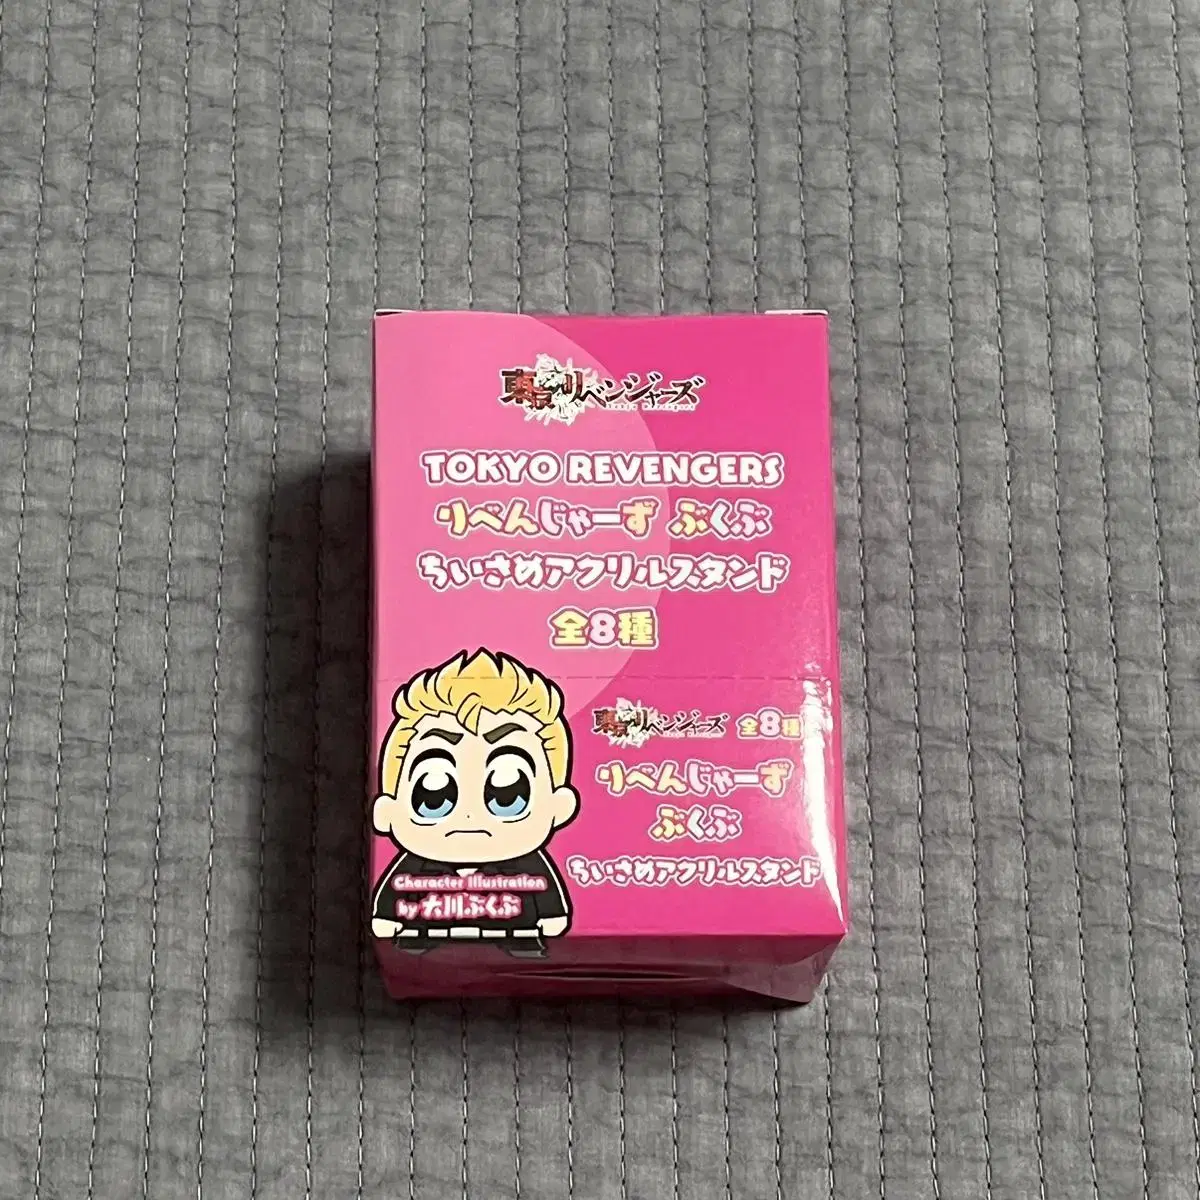 東京リベンジャーズ
TOKYO REVENGERS
りべんじゃーず ぶくぶ
ちいさめアクリルスタンド
全8種
東京リベンジャーズ 全8種
りべんじゃーず
ぶくぶ
ちいさめアクリルスタンド
Character Illustration
by 大川ぶくぶ